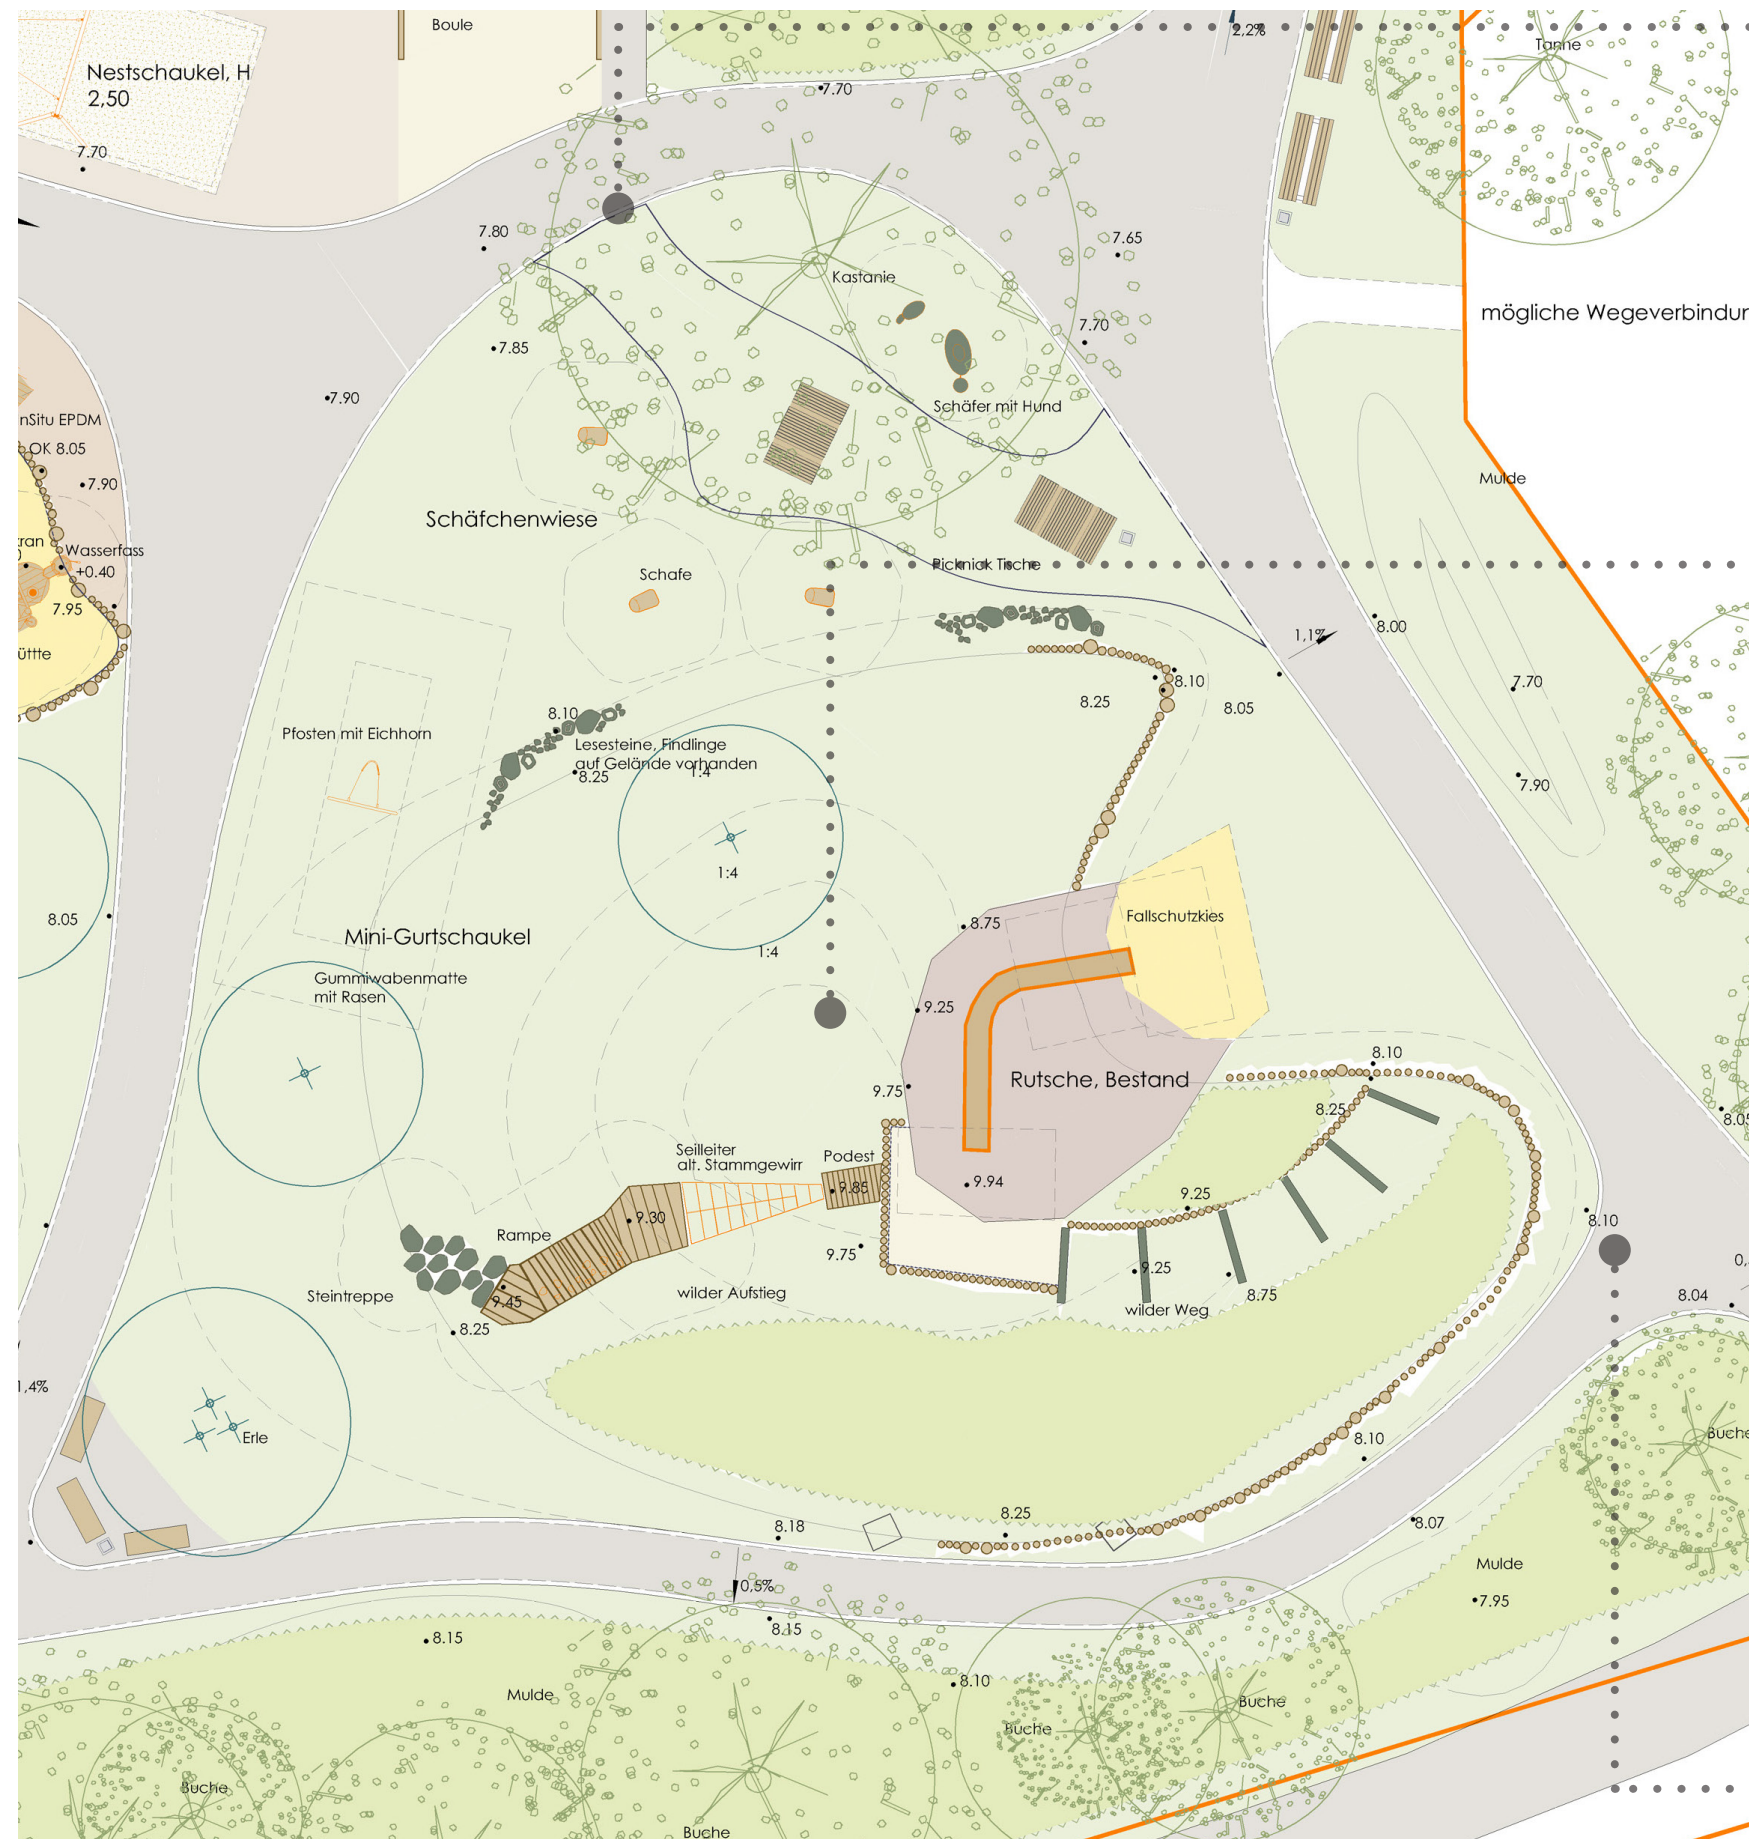 Boule
2,2%
Tanne
Nestschaukel, H
2,50
7.70
7.70
7.80
7.65
Kastanie
mögliche Wegeverbindur
7.70
7.85
7.90
Schäfer mit Hund
nSitu EPDM
OK 8.05
7.90
Mulde
Schäfchenwiese
Wasserfass
+0.40
Picknick Tische
Schafe
7.95
8.00
1,1%
8.10
8.25
8.05
7.70
8.10
Pfosten mit Eichhorn
Lesesteine, Findlinge
auf Gelände vorhanden
1:4
8.25
7.90
1:4
8.05
8.75
Fallschutzkies
Mini-Gurtschaukel
1:4
Gummiwabenmatte
mit Rasen
9.25
8.10
Rutsche, Bestand
9.75
8.25
8.05
Seilleiter
alt. Stammgewirr
Podest
9.85
9.94
9.25
9.30
8.10
Rampe
9.75
9.25
Steintreppe
9.45
wilder Aufstieg
8.75
8.04
wilder Weg
8.25
1,4%
Erle
8.10
Buche
8.25
8.18
8.07
Mulde
0,5%
7.95
8.15
8.15
8.10
Mulde
Buche
Buche
Buche
Buche